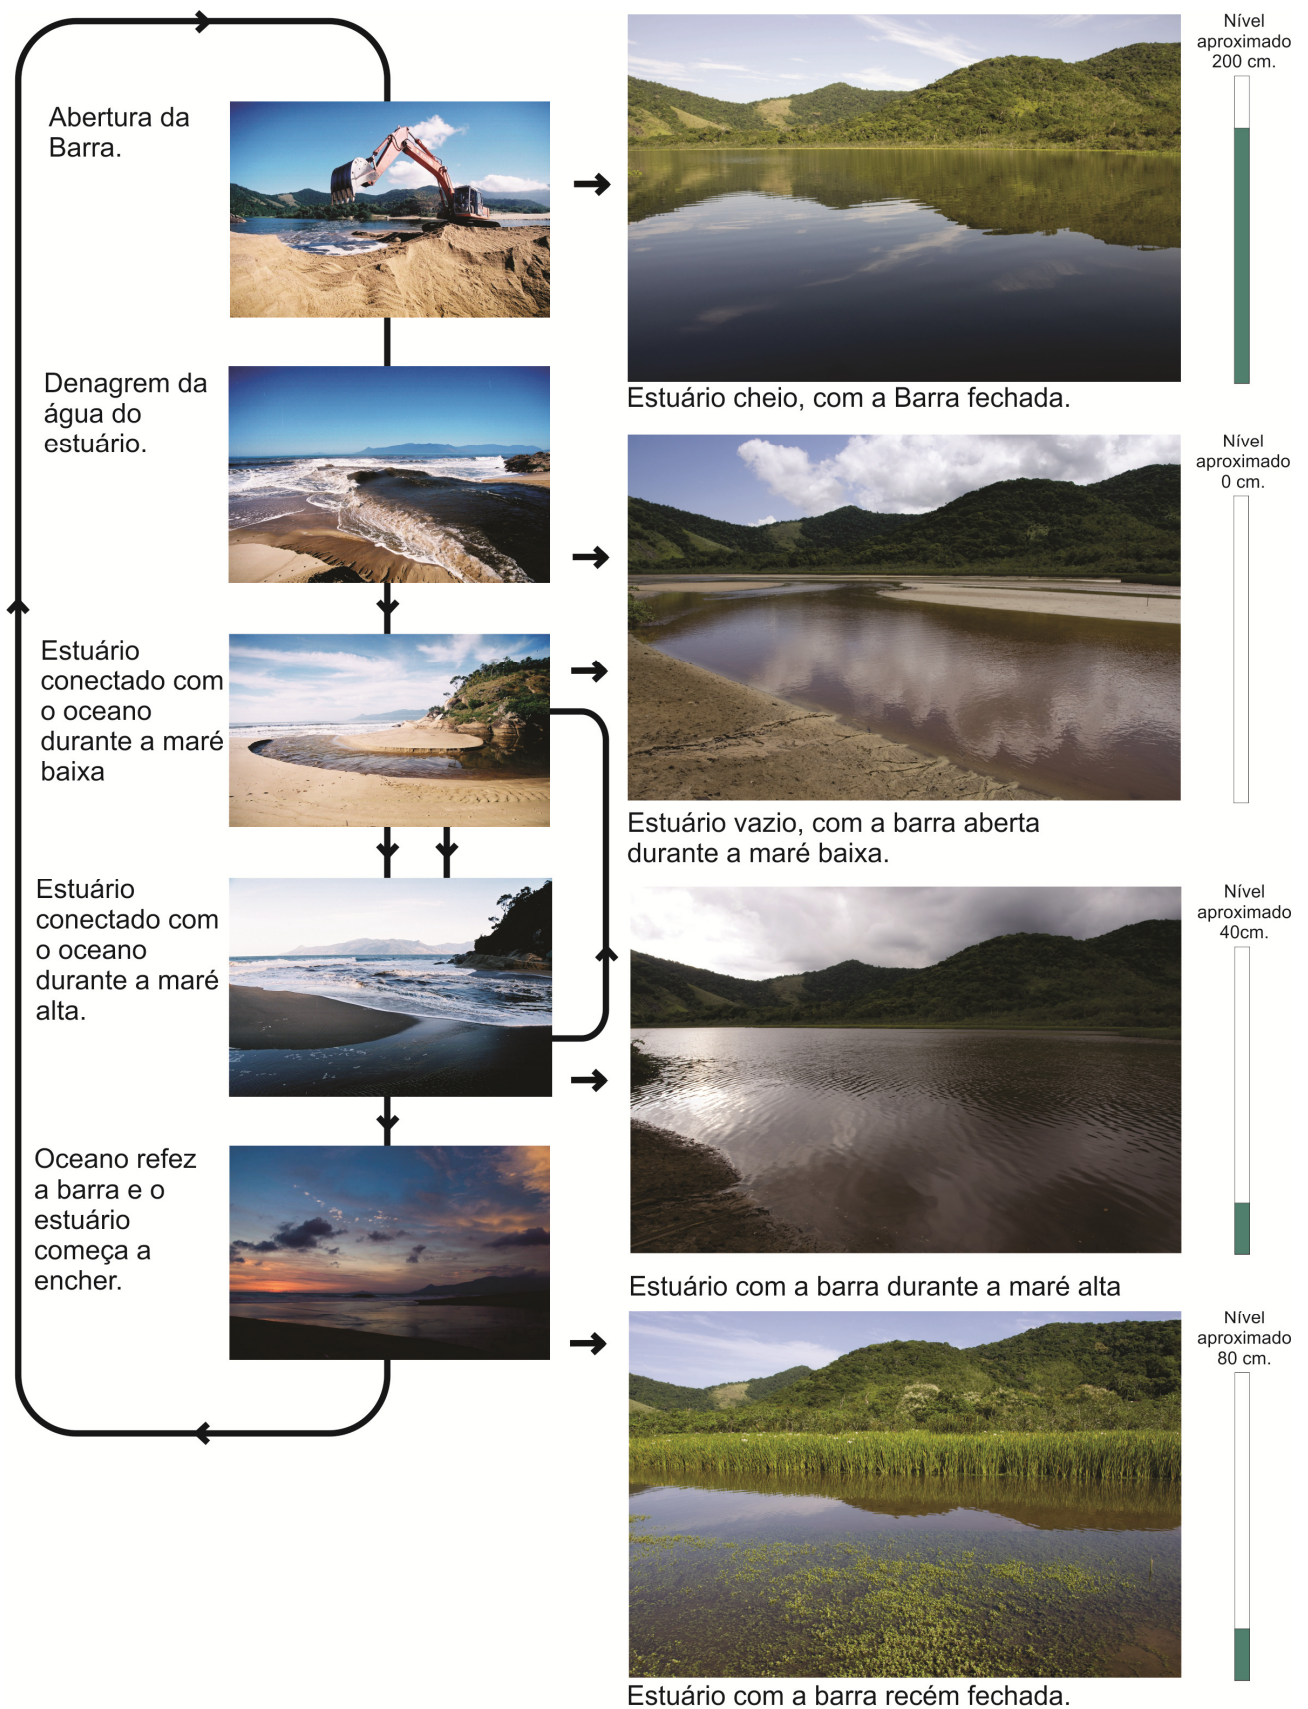 Abertura da
Barra.
Nível
aproximado
200 cm.
Estuário cheio, com a Barra fechada.
Denagrem da
água do
estuário.
Nível
aproximado
0 cm.
Estuário vazio, com a barra aberta
durante a maré baixa.
Estuário
conectado com
o oceano
durante a maré
baixa
Estuário
conectado com
o oceano
durante a maré
alta.
Nível
aproximado
40cm.
Estuário com a barra durante a maré alta
Oceano refez
a barra e o
estuário
começa a
encher.
Nível
aproximado
80 cm.
Estuário com a barra recém fechada.